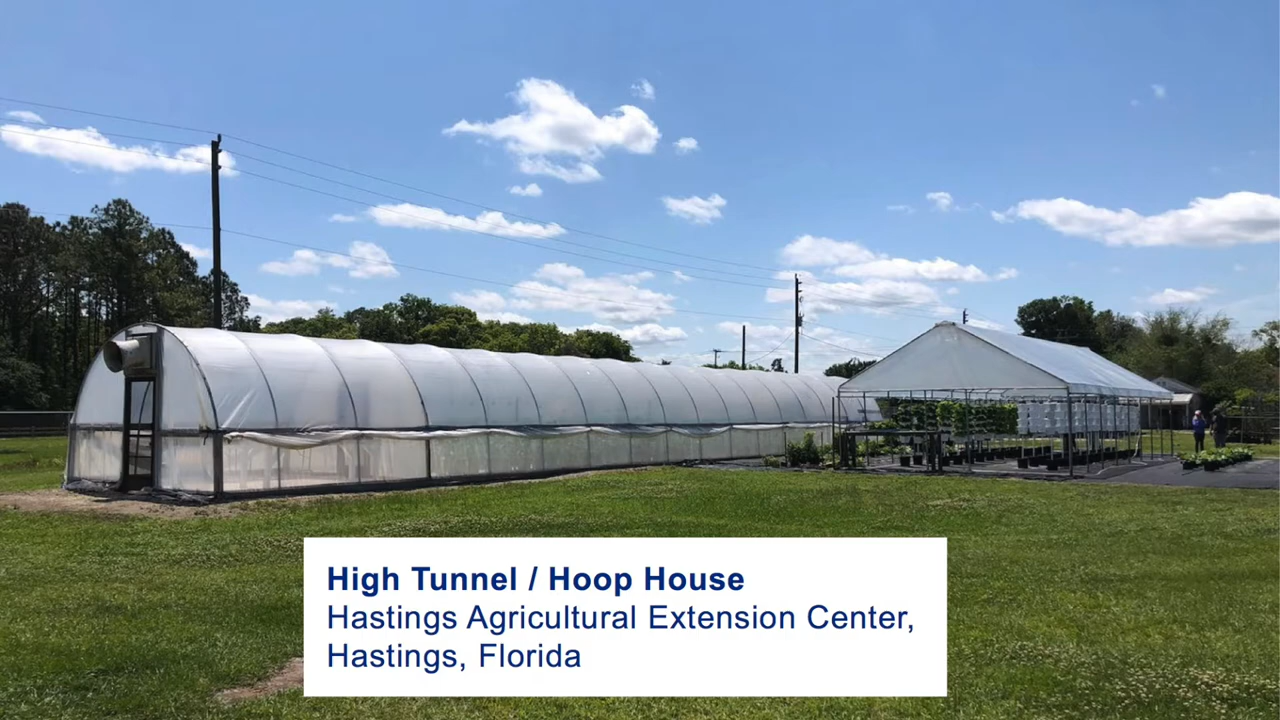 High Tunnel / Hoop House
Hastings Agricultural Extension Center,
Hastings, Florida